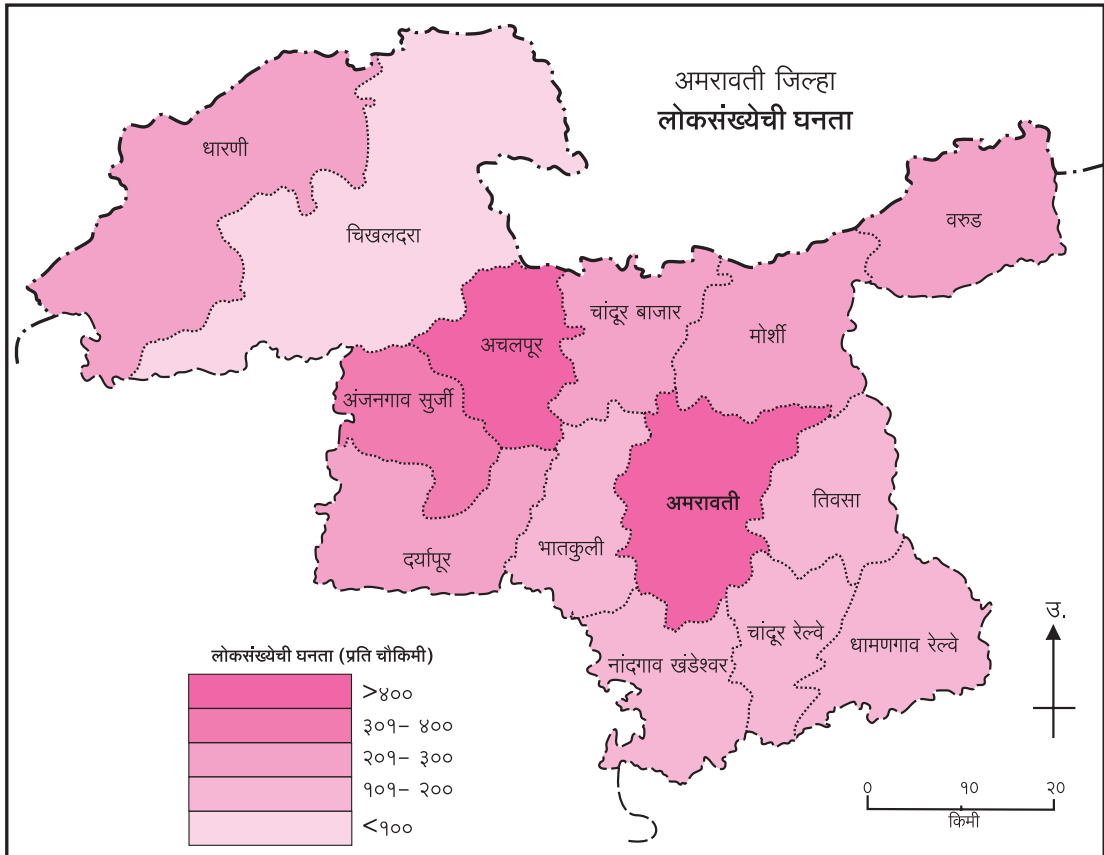 अमरावती जिल्हा
लोकसंख्येची घनता
धारणी
वरुड
चिखलदरा
चांदूर बाजार
मोर्शी
अचलपूर
अंजनगाव सुर्जी
अमरावती
तिवसा
भातकुली
दर्यापूर
उ.
चांदूर रेल्वे
धामणगाव रेल्वे
नांदगाव खंडेश्वर
लोकसंख्येची घनता (प्रति चौकिमी)
>४००
३०१– ४००
२०१– ३००
१०१– २००
<१००
० १० २०
किमी